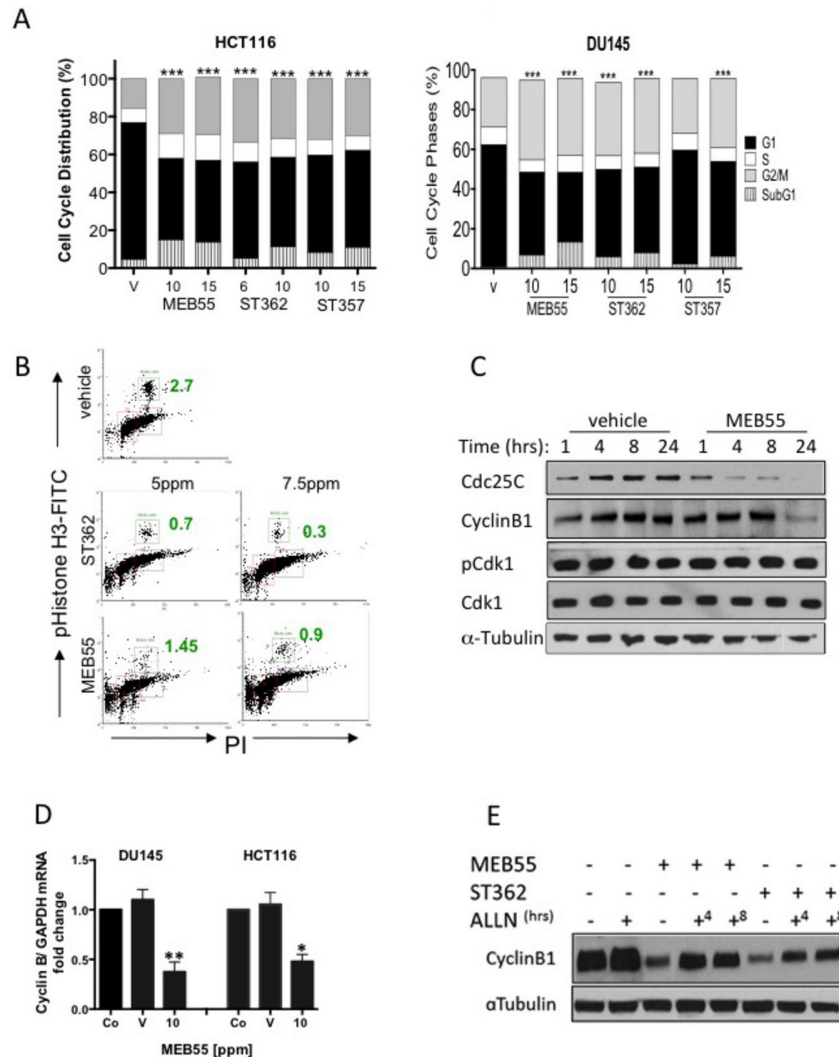 A
HCT116
DU145
Cell Cycle Distribution (%)
100
80
60
40
20
0
*** *** *** *** *** ***
V 10 15 6 10 10 15
MEB55 ST362 ST357
Cell Cycle Phases (%)
100
80
60
40
20
0
*** *** *** *** ***
V 10 15 10 15 10 15
MEB55 ST362 ST357
G1
S
G2/M
SubG1
B
pHistone H3-FITC
vehicle
2.7
5ppm 7.5ppm
ST362
0.7
0.3
MEB55
1.45
0.9
PI
C
vehicle MEB55
Time (hrs): 1 4 8 24 1 4 8 24
Cdc25C
CyclinB1
pCdk1
Cdk1
α-Tubulin
D
DU145 HCT116
Cyclin B/ GAPDH mRNA
fold change
1.5
1.0
0.5
0.0
** *
Co V 10 Co V 10
MEB55 [ppm]
E
MEB55 - - + + + - - -
ST362 - - - - - + + +
ALLN (hrs) - + - +4 +8 - +4 +8
CyclinB1
αTubulin